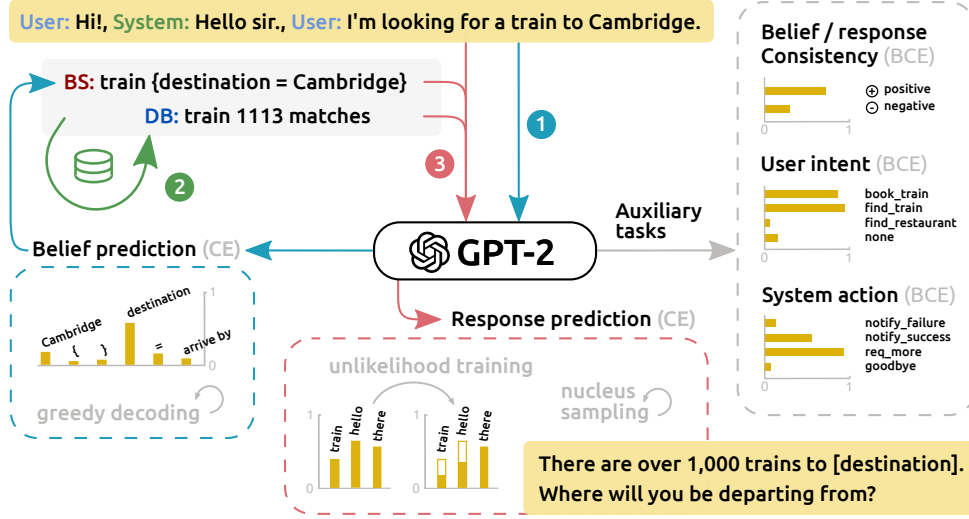 User: Hi!, System: Hello sir., User: I'm looking for a train to Cambridge.
BS: train {destination = Cambridge}
DB: train 1113 matches
1
2
3
GPT-2
Auxiliary
tasks
Belief prediction (CE)
Cambridge
{
}
destination
=
arrive by
1
0
greedy decoding
Response prediction (CE)
unlikelihood training
nucleus
sampling
1
0
train
hello
there
1
0
train
hello
there
There are over 1,000 trains to [destination].
Where will you be departing from?
Belief / response
Consistency (BCE)
+ positive
- negative
0 1
User intent (BCE)
book_train
find_train
find_restaurant
none
0 1
System action (BCE)
notify_failure
notify_success
req_more
goodbye
0 1